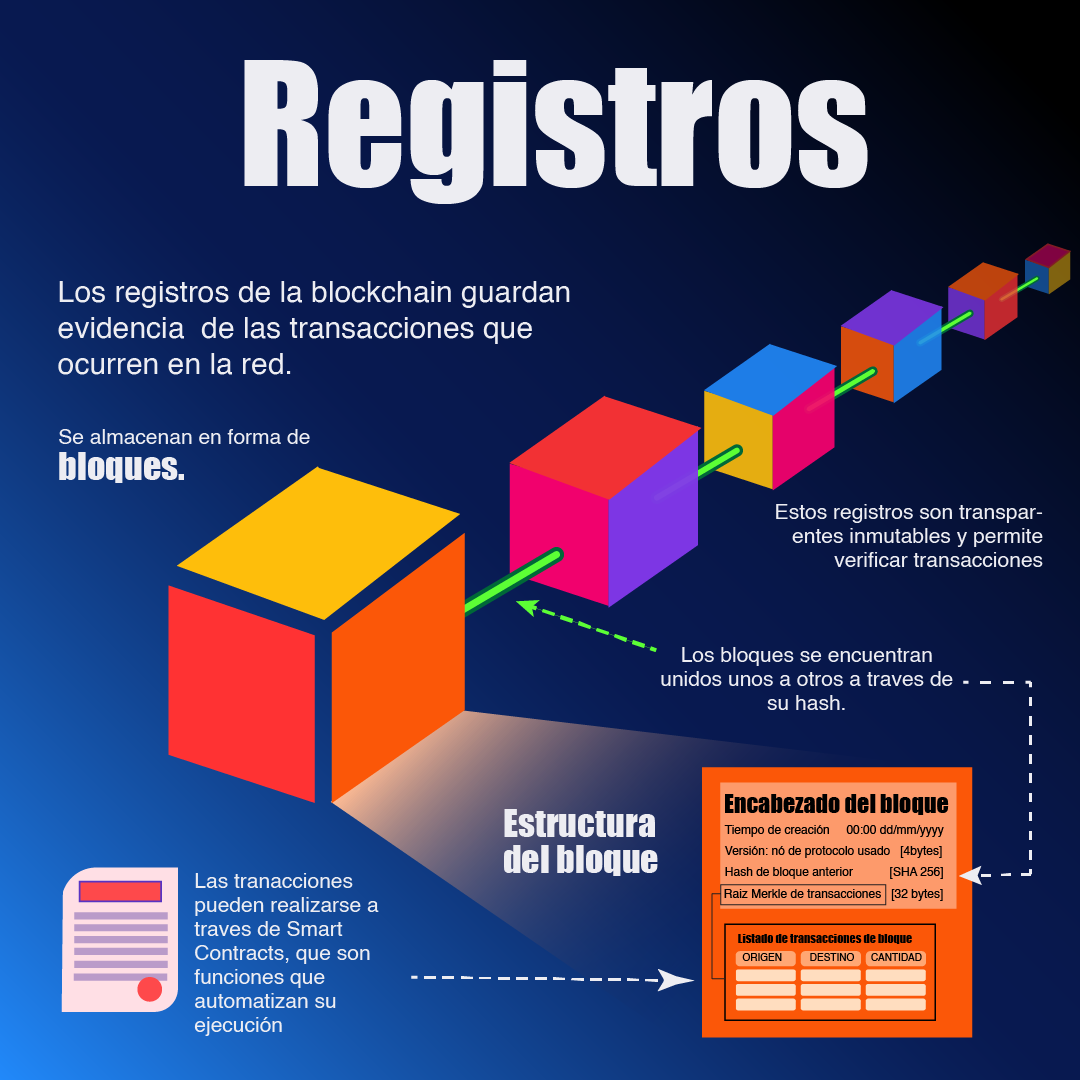 Registros
Los registros de la blockchain guardan
evidencia de las transacciones que
ocurren en la red.
Se almacenan en forma de
bloques.
Estos registros son transpar-
entes inmutables y permite
verificar transacciones
Los bloques se encuentran
unidos unos a otros a traves de
su hash.
Estructura
del bloque
Encabezado del bloque
Tiempo de creación 00:00 dd/mm/yyyy
Versión: nó de protocolo usado [4bytes]
Hash de bloque anterior [SHA 256]
Raiz Merkle de transacciones [32 bytes]
Listado de transacciones de bloque
ORIGEN DESTINO CANTIDAD
Las tranacciones
pueden realizarse a
traves de Smart
Contracts, que son
funciones que
automatizan su
ejecución